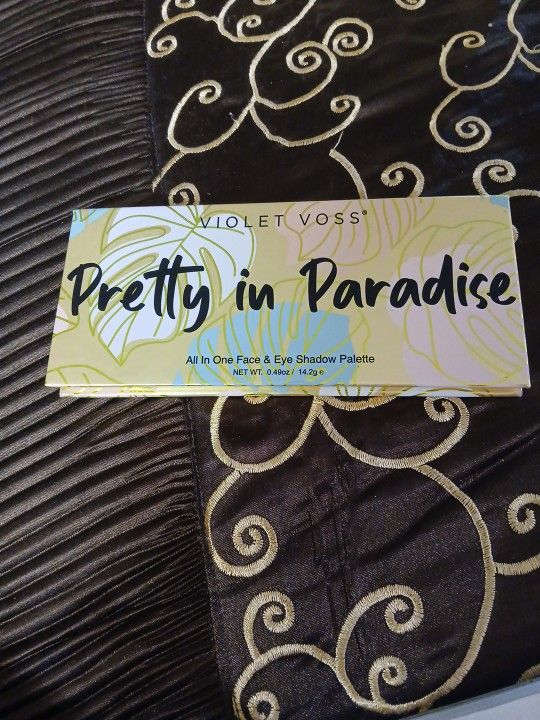 VIOLET VOSS®
Pretty in Paradise
All In One Face & Eye Shadow Palette
NET WT. 0.49oz / 14.2g e